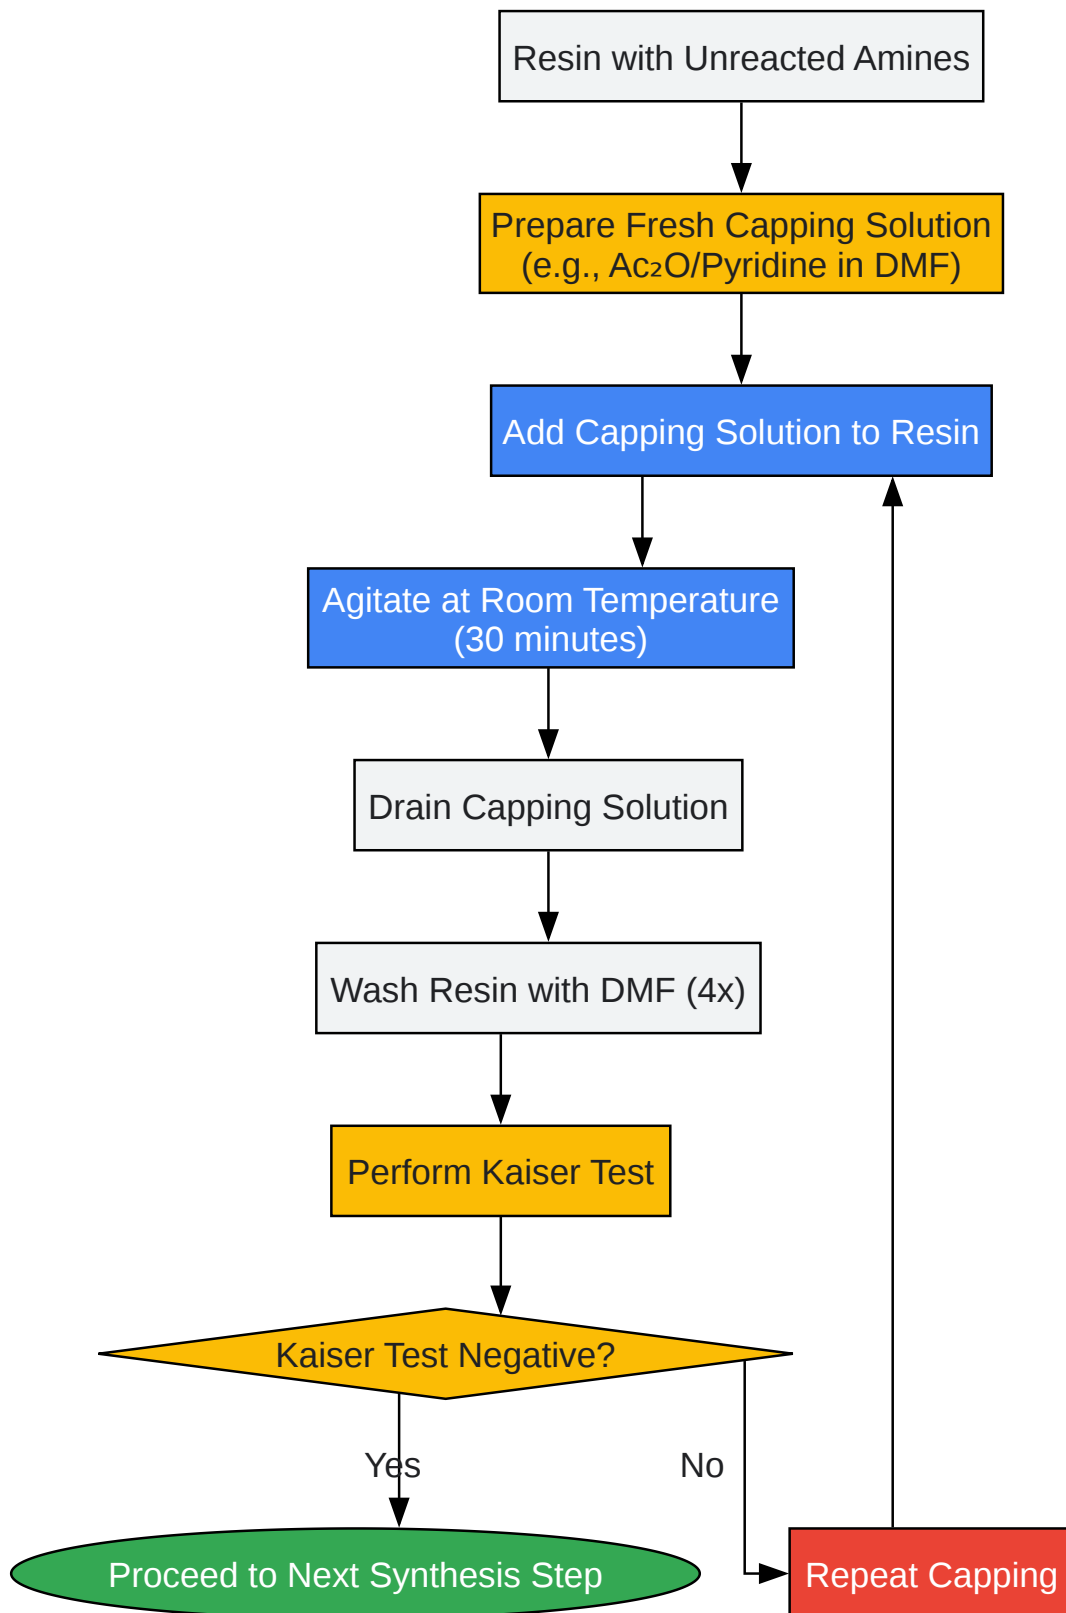 Resin with Unreacted Amines
Prepare Fresh Capping Solution
(e.g., Ac₂O/Pyridine in DMF)
Add Capping Solution to Resin
Agitate at Room Temperature
(30 minutes)
Drain Capping Solution
Wash Resin with DMF (4x)
Perform Kaiser Test
Kaiser Test Negative?
Yes
No
Proceed to Next Synthesis Step
Repeat Capping